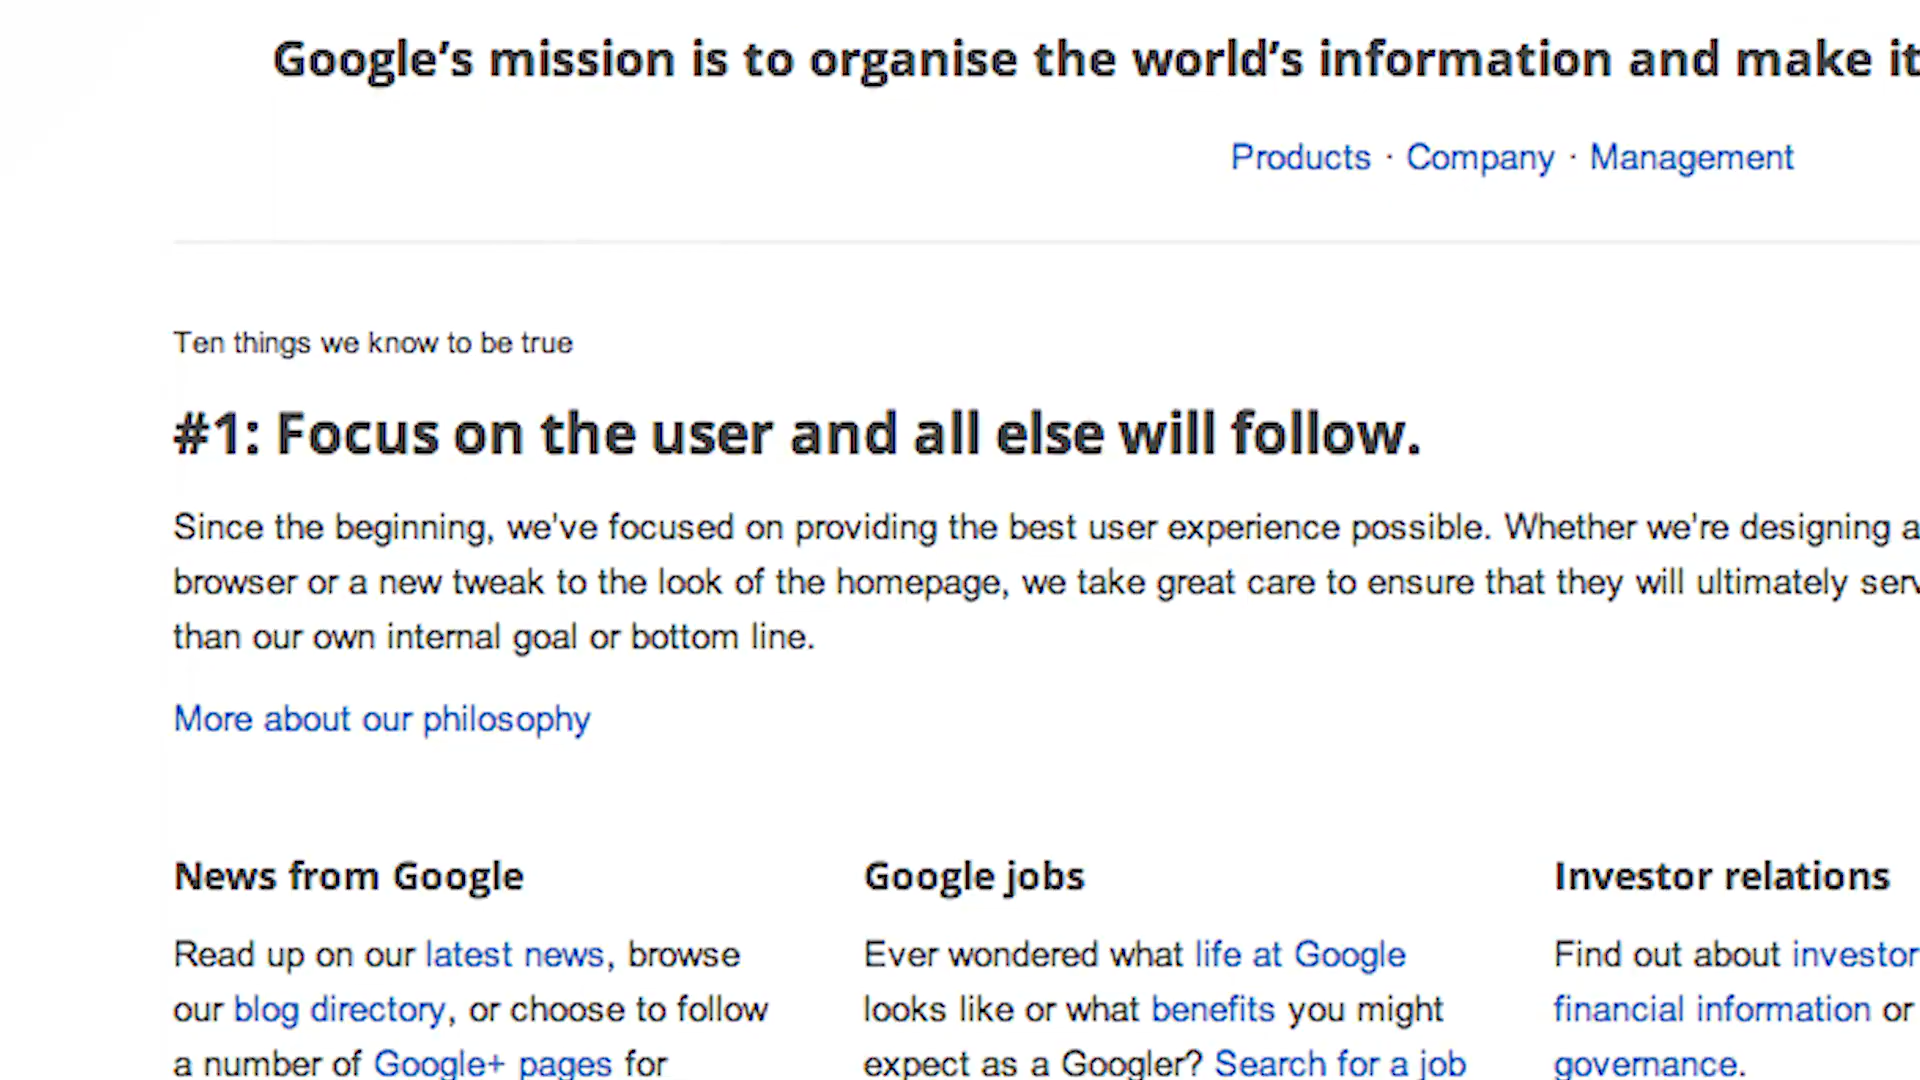 Google’s mission is to organise the world’s information and make it
Products · Company · Management
Ten things we know to be true
#1: Focus on the user and all else will follow.
Since the beginning, we've focused on providing the best user experience possible. Whether we're designing a
browser or a new tweak to the look of the homepage, we take great care to ensure that they will ultimately serv
than our own internal goal or bottom line.
More about our philosophy
News from Google
Read up on our latest news, browse
our blog directory, or choose to follow
a number of Google+ pages for
Google jobs
Ever wondered what life at Google
looks like or what benefits you might
expect as a Googler? Search for a job
Investor relations
Find out about investor
financial information or
governance.